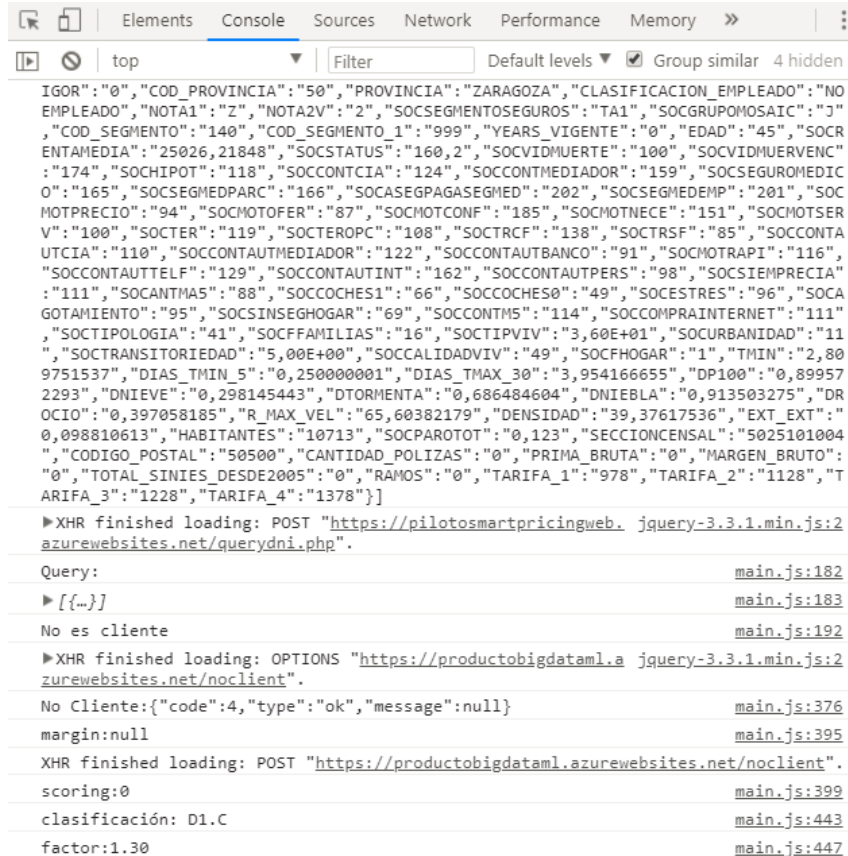 Elements Console Sources Network Performance Memory »
top ▼ Filter Default levels ▼ Group similar 4 hidden
IGOR":"0","COD_PROVINCIA":"50","PROVINCIA":"ZARAGOZA","CLASIFICACION_EMPLEADO":"NO
EMPLEADO","NOTA1":"Z","NOTA2V":"2","SOCSEGMENTOSEGUROS":"TA1","SOCGRUPOMOSAIC":"J"
,"COD_SEGMENTO":"140","COD_SEGMENTO_1":"999","YEARS_VIGENTE":"0","EDAD":"45","SOCR
ENTAMEDIA":"25026,21848","SOCSTATUS":"160,2","SOCVIDMUERTE":"100","SOCVIDMUERVENC"
:"174","SOCHIPOT":"118","SOCCONTCIA":"124","SOCCONTMEDIADOR":"159","SOCSEGUROMEDIC
O":"165","SOCSEGMEDPARC":"166","SOCASEGPAGASEGMED":"202","SOCSEGMEDEMP":"201","SOC
MOTPRECIO":"94","SOCMOTOFER":"87","SOCMOTCONF":"185","SOCMOTNECE":"151","SOCMOTSER
V":"100","SOCTER":"119","SOCTEROPC":"108","SOCTRCF":"138","SOCTRSF":"85","SOCCONTA
UTCIA":"110","SOCCONTAUTMEDIADOR":"122","SOCCONTAUTBANCO":"91","SOCMOTRAPI":"116",
"SOCCONTAUTTELF":"129","SOCCONTAUTINT":"162","SOCCONTAUTPERS":"98","SOCSIEMPRECIA"
:"111","SOCANTMA5":"88","SOCCOCHES1":"66","SOCCOCHES0":"49","SOCESTRES":"96","SOCA
GOTAMIENTO":"95","SOCSINSEGHOGAR":"69","SOCCONTM5":"114","SOCCOMPRAINTERNET":"111"
,"SOCTIPOLOGIA":"41","SOCFFAMILIAS":"16","SOCTIPVIV":"3,60E+01","SOCURBANIDAD":"11
","SOCTRANSITORIEDAD":"5,00E+00","SOCCALIDADVIV":"49","SOCFHOGAR":"1","TMIN":"2,80
9751537","DIAS_TMIN_5":"0,250000001","DIAS_TMAX_30":"3,954166655","DP100":"0,89957
2293","DNIEVE":"0,298145443","DTORMENTA":"0,686484604","DNIEBLA":"0,913503275","DR
OCIO":"0,397058185","R_MAX_VEL":"65,60382179","DENSIDAD":"39,37617536","EXT_EXT":"
0,098810613","HABITANTES":"10713","SOCPAROTOT":"0,123","SECCIONCENSAL":"5025101004
","CODIGO_POSTAL":"50500","CANTIDAD_POLIZAS":"0","PRIMA_BRUTA":"0","MARGEN_BRUTO":
"0","TOTAL_SINIES_DESDE2005":"0","RAMOS":"0","TARIFA_1":"978","TARIFA_2":"1128","T
ARIFA_3":"1228","TARIFA_4":"1378"}]
▶XHR finished loading: POST "https://pilotosmartpricingweb. jquery-3.3.1.min.js:2
azurewebsites.net/querydni.php".
Query: main.js:182
▶[{…}] main.js:183
No es cliente main.js:192
▶XHR finished loading: OPTIONS "https://productobigdataml.a jquery-3.3.1.min.js:2
zurewebsites.net/noclient".
No Cliente:{"code":4,"type":"ok","message":null} main.js:376
margin:null main.js:395
XHR finished loading: POST "https://productobigdataml.azurewebsites.net/noclient".
scoring:0 main.js:399
clasificación: D1.C main.js:443
factor:1.30 main.js:447